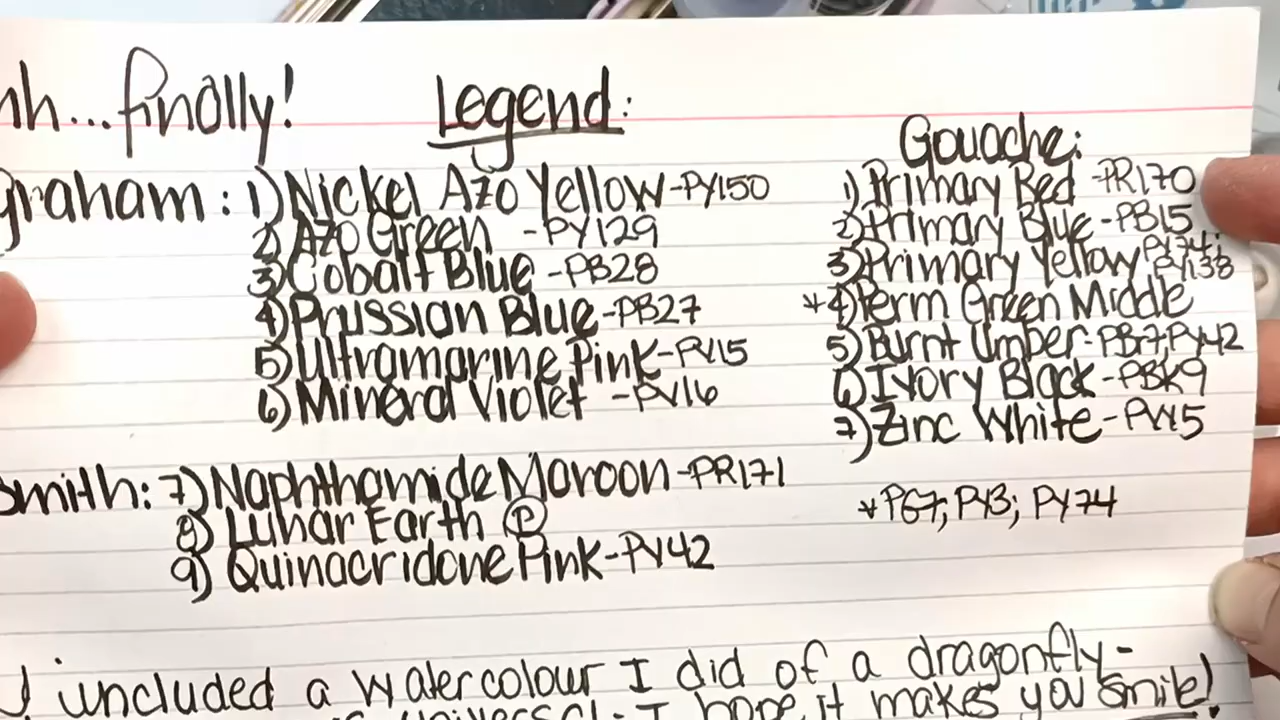 hh...finally! Legend:
Graham: 1) Nickel Azo Yellow - PY150
2) Azo Green - PY129
3) Cobalt Blue - PB28
4) Prussian Blue - PB27
5) Ultramarine Pink - PV15
6) Mineral Violet - PV16
Smith: 7) Naphthamide Maroon - PR171
8) Lunar Earth Ⓟ
9) Quinacridone Pink - PV42
Gouache:
1) Primary Red - PR170
2) Primary Blue - PB15
3) Primary Yellow PY74; PY138
*4) Perm Green Middle
5) Burnt Umber - PBr7, PY42
6) Ivory Black - PBK9
7) Zinc White - PW5
*PG7; PY3; PY74
I included a watercolour I did of a dragonfly-
universal. I hope it makes you smile!